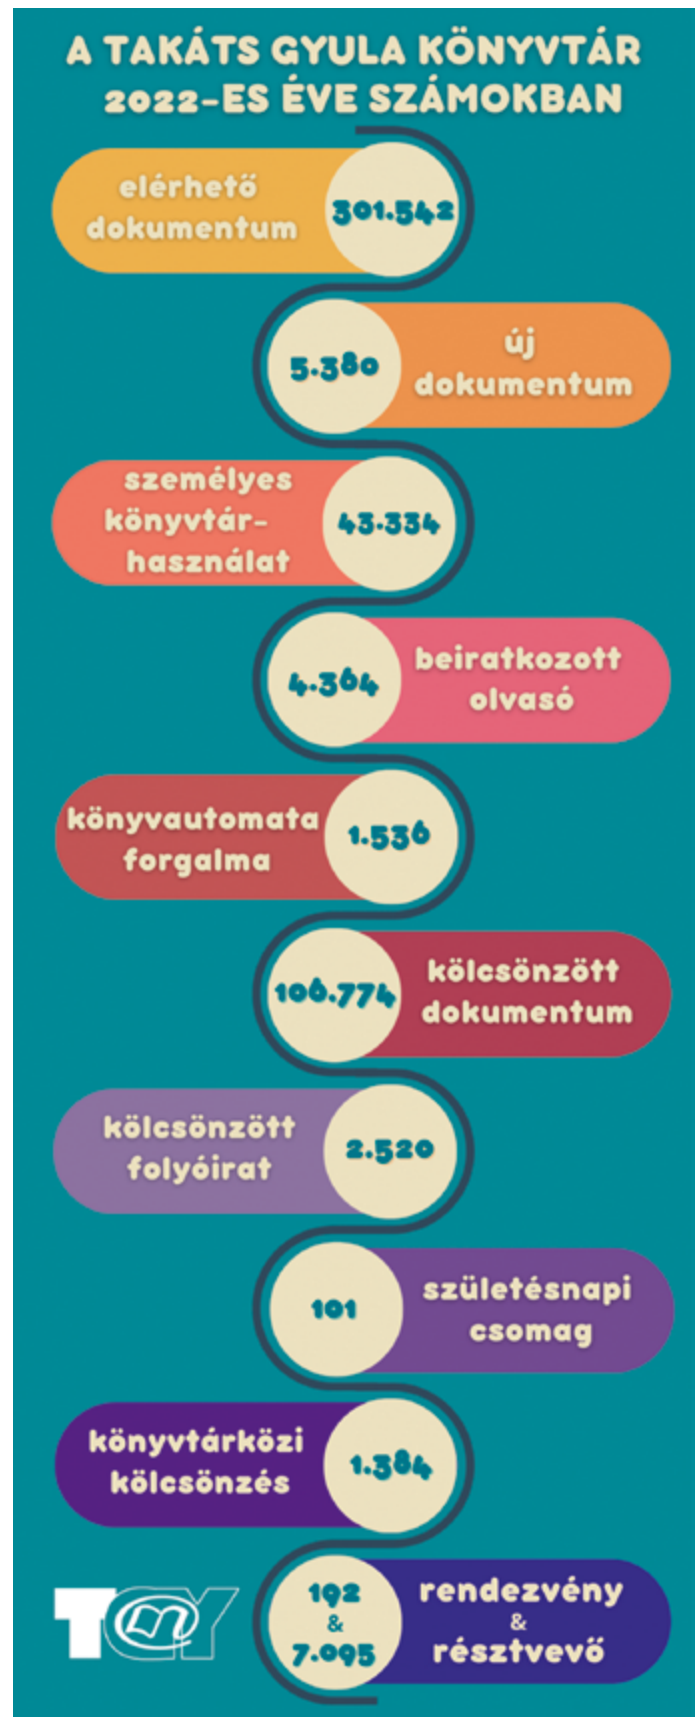 A TAKÁTS GYULA KÖNYVTÁR
2022-ES ÉVE SZÁMOKBAN
elérhető
dokumentum
301.542
5.380
új
dokumentum
személyes
könyvtár-
használat
43.334
4.364
beiratkozott
olvasó
könyvautomata
forgalma
1.536
106.774
kölcsönzött
dokumentum
kölcsönzött
folyóirat
2.520
101
születésnapi
csomag
könyvtárközi
kölcsönzés
1.384
192
&
7.095
rendezvény
&
résztvevő
TGY